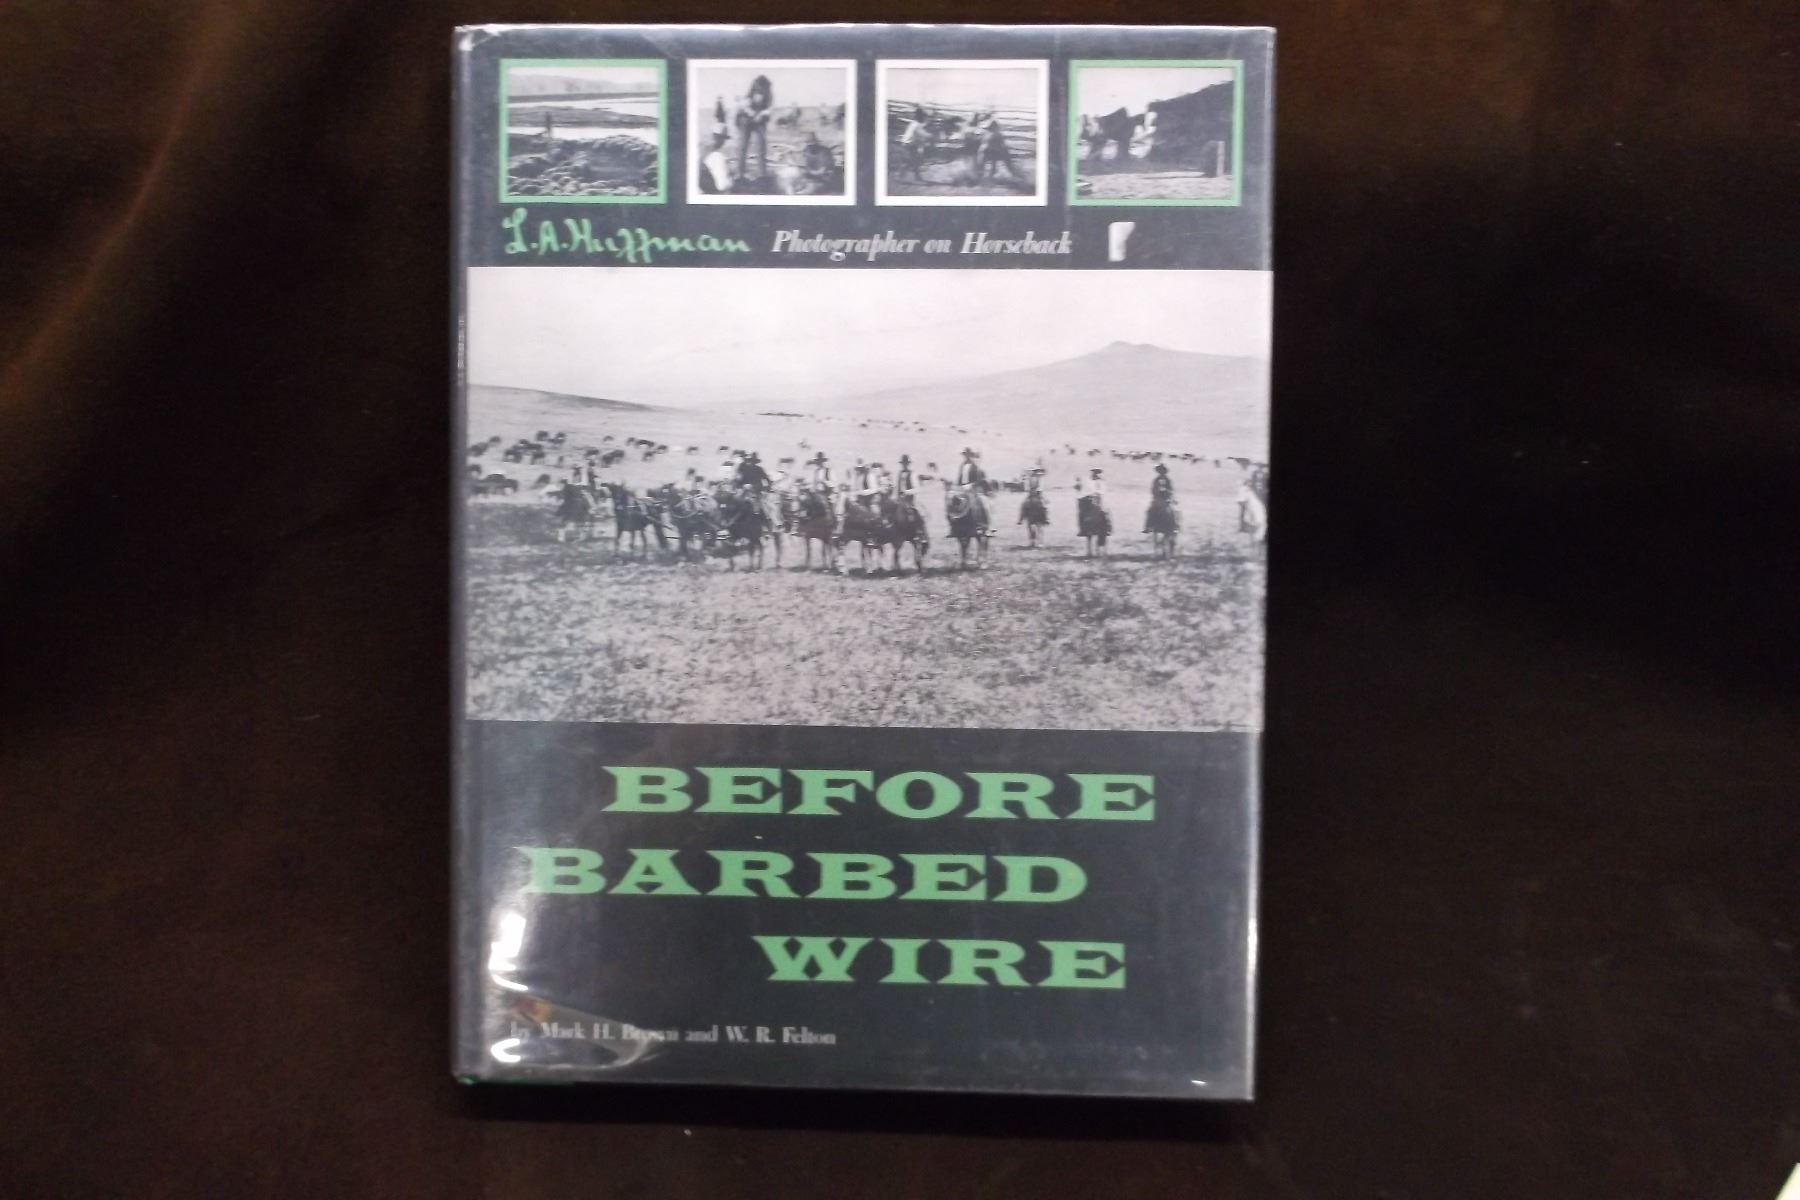 L.A. Huffman Photographer on Horseback
BEFORE
BARBED
WIRE
by Mark H. Brown and W. R. Felton